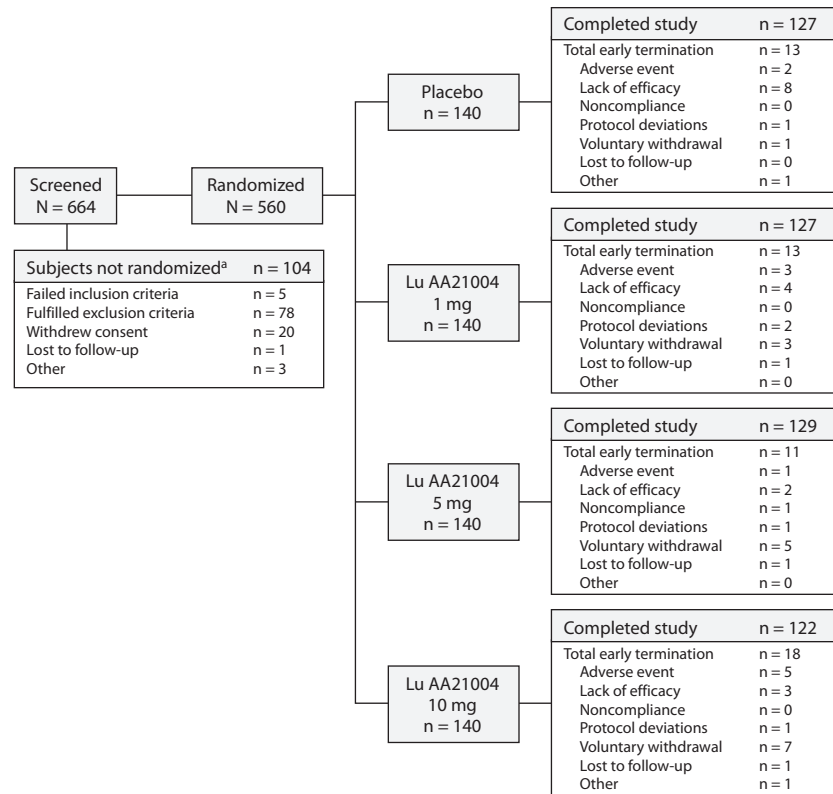 Screened
N = 664
Randomized
N = 560
Subjects not randomizedᵃ n = 104
Failed inclusion criteria n = 5
Fulfilled exclusion criteria n = 78
Withdrew consent n = 20
Lost to follow-up n = 1
Other n = 3
Placebo
n = 140
Completed study n = 127
Total early termination n = 13
Adverse event n = 2
Lack of efficacy n = 8
Noncompliance n = 0
Protocol deviations n = 1
Voluntary withdrawal n = 1
Lost to follow-up n = 0
Other n = 1
Lu AA21004
1 mg
n = 140
Completed study n = 127
Total early termination n = 13
Adverse event n = 3
Lack of efficacy n = 4
Noncompliance n = 0
Protocol deviations n = 2
Voluntary withdrawal n = 3
Lost to follow-up n = 1
Other n = 0
Lu AA21004
5 mg
n = 140
Completed study n = 129
Total early termination n = 11
Adverse event n = 1
Lack of efficacy n = 2
Noncompliance n = 1
Protocol deviations n = 1
Voluntary withdrawal n = 5
Lost to follow-up n = 1
Other n = 0
Lu AA21004
10 mg
n = 140
Completed study n = 122
Total early termination n = 18
Adverse event n = 5
Lack of efficacy n = 3
Noncompliance n = 0
Protocol deviations n = 1
Voluntary withdrawal n = 7
Lost to follow-up n = 1
Other n = 1